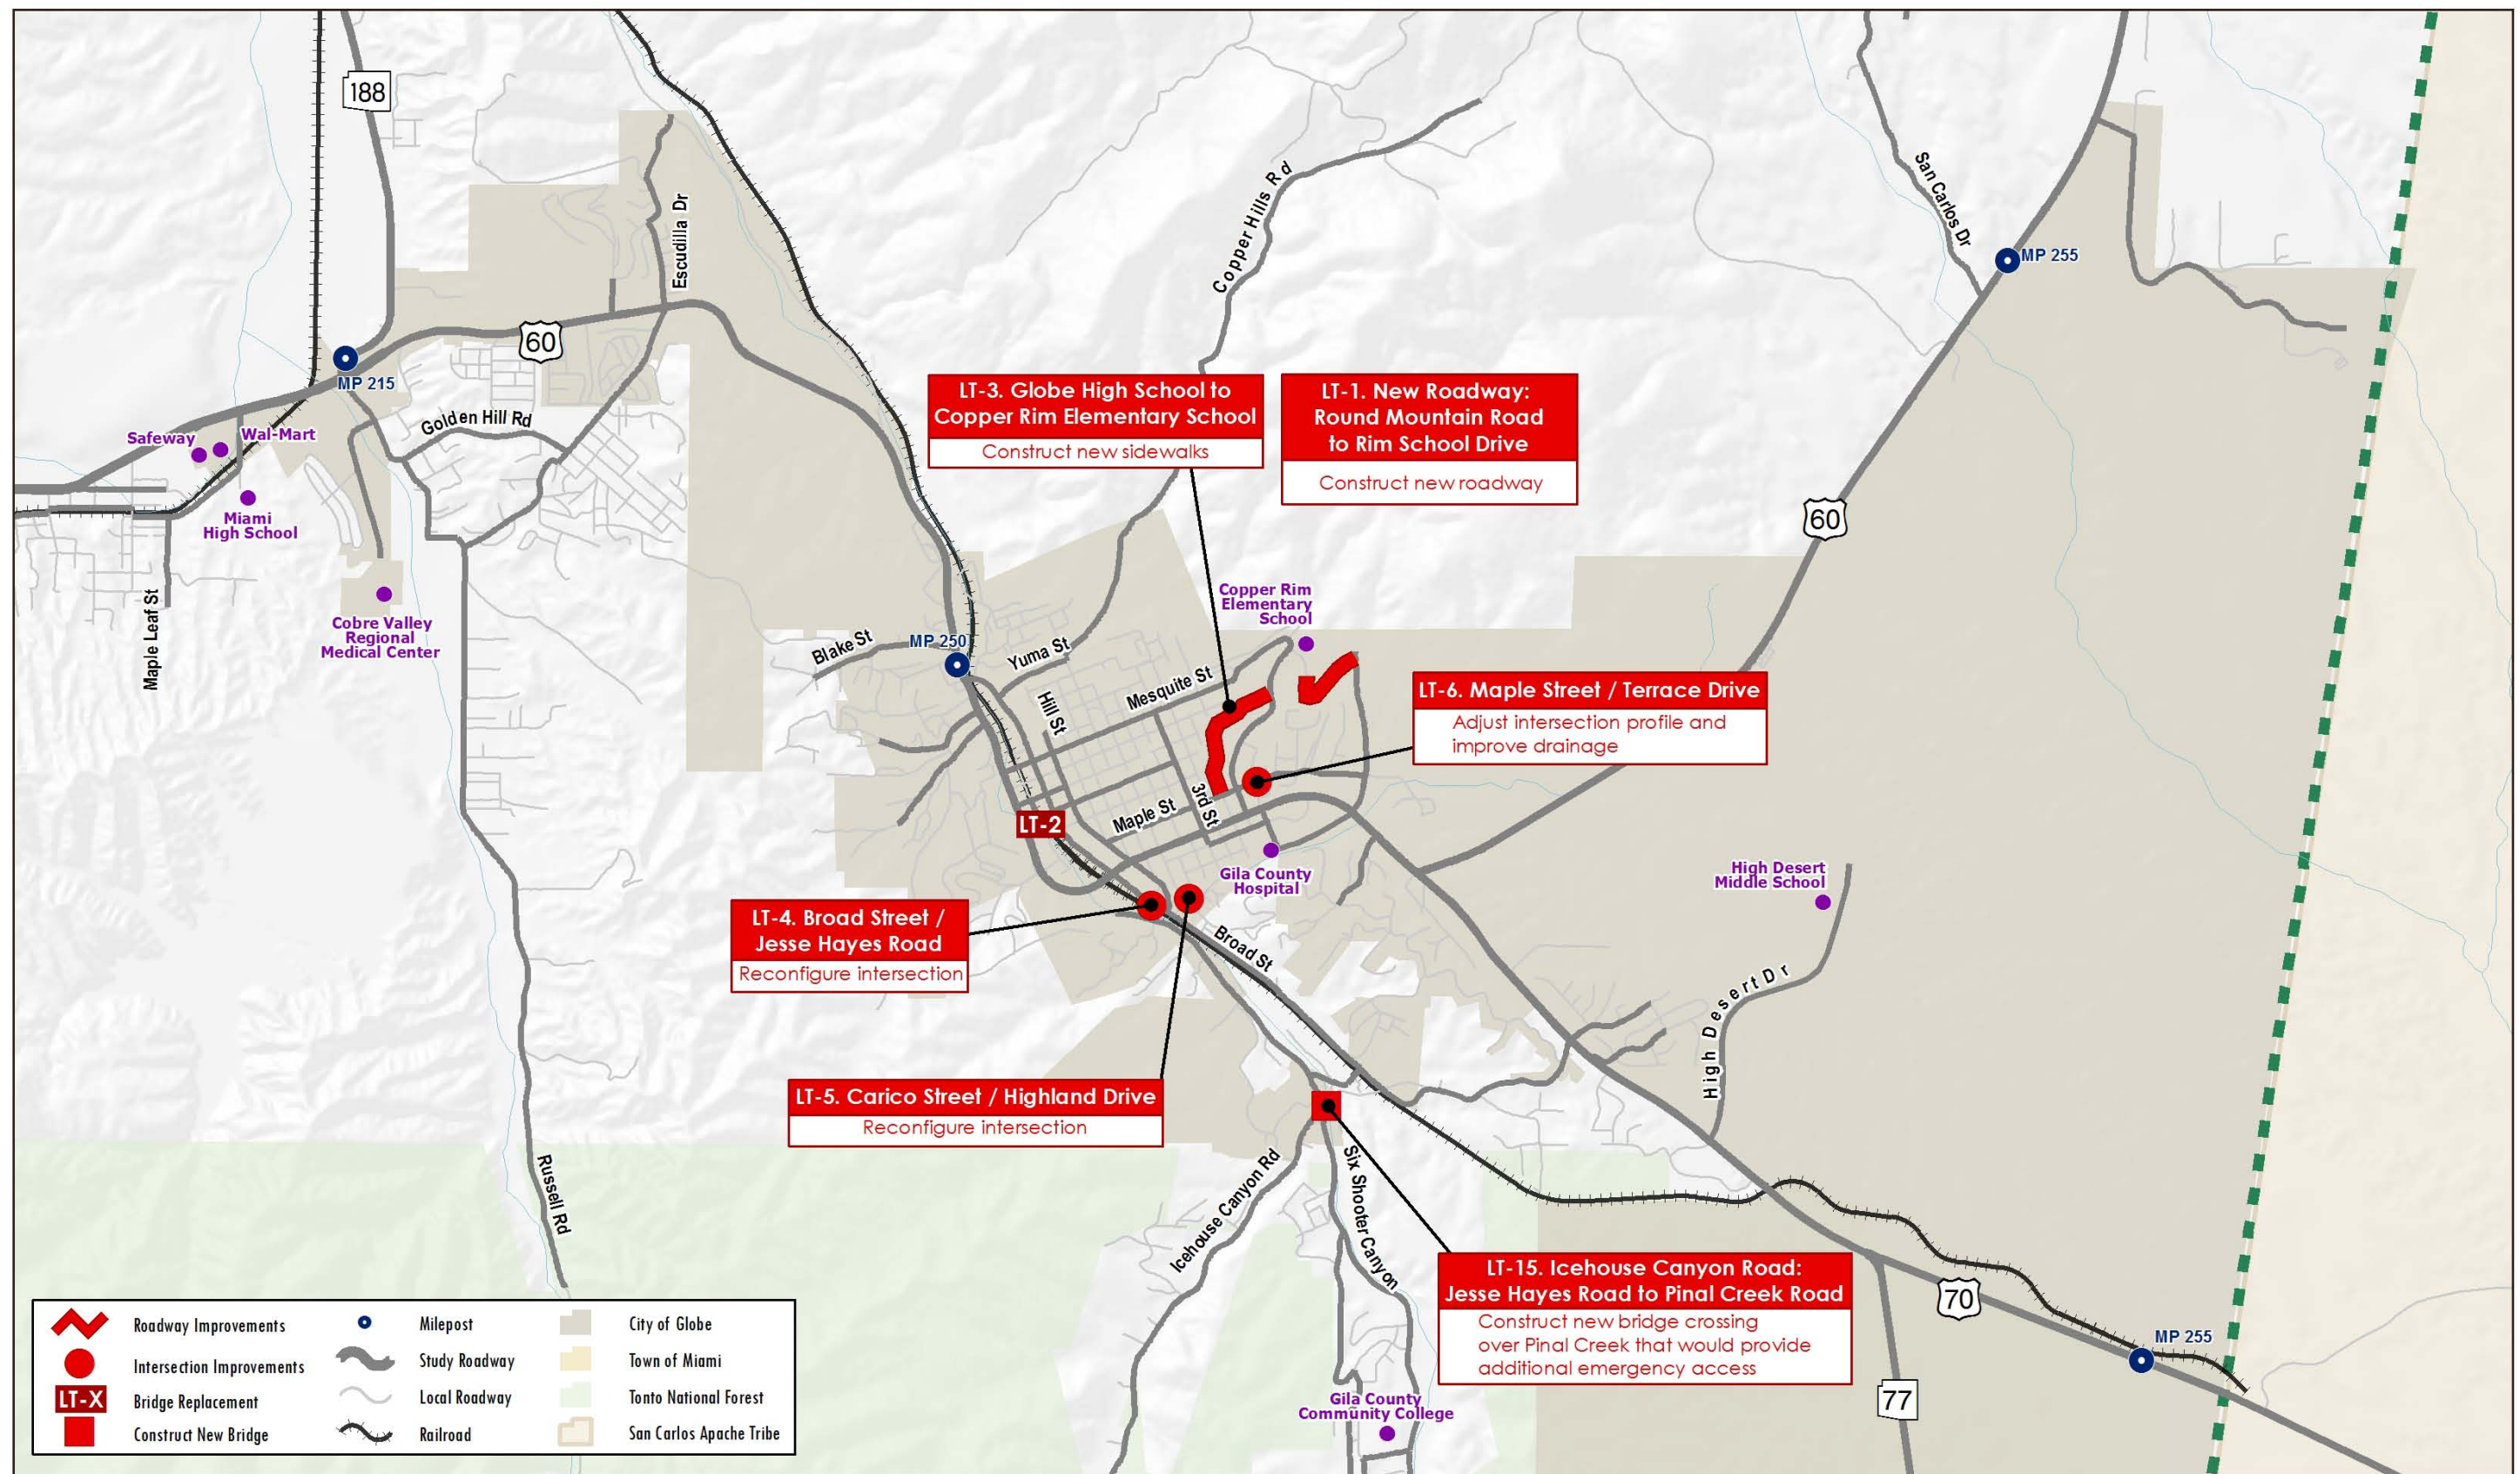 188
San Carlos Dr
Copper Hills Rd
Escudilla Dr
MP 255
60
MP 215
LT-3. Globe High School to
Copper Rim Elementary School
Construct new sidewalks
LT-1. New Roadway:
Round Mountain Road
to Rim School Drive
Construct new roadway
Golden Hill Rd
Safeway
Wal-Mart
Miami
High School
60
Maple Leaf St
Cobre Valley
Regional
Medical Center
Copper Rim
Elementary
School
Blake St
MP 250
Yuma St
Hill St
Mesquite St
LT-6. Maple Street / Terrace Drive
Adjust intersection profile and
improve drainage
3rd St
Maple St
LT-2
Gila County
Hospital
High Desert
Middle School
LT-4. Broad Street /
Jesse Hayes Road
Reconfigure intersection
Broad St
High Desert Dr
LT-5. Carico Street / Highland Drive
Reconfigure intersection
Russell Rd
Icehouse Canyon Rd
Six Shooter Canyon
LT-15. Icehouse Canyon Road:
Jesse Hayes Road to Pinal Creek Road
Construct new bridge crossing
over Pinal Creek that would provide
additional emergency access
70
MP 255
77
Gila County
Community College
Roadway Improvements
Intersection Improvements
LT-X
Bridge Replacement
Construct New Bridge
Milepost
Study Roadway
Local Roadway
Railroad
City of Globe
Town of Miami
Tonto National Forest
San Carlos Apache Tribe